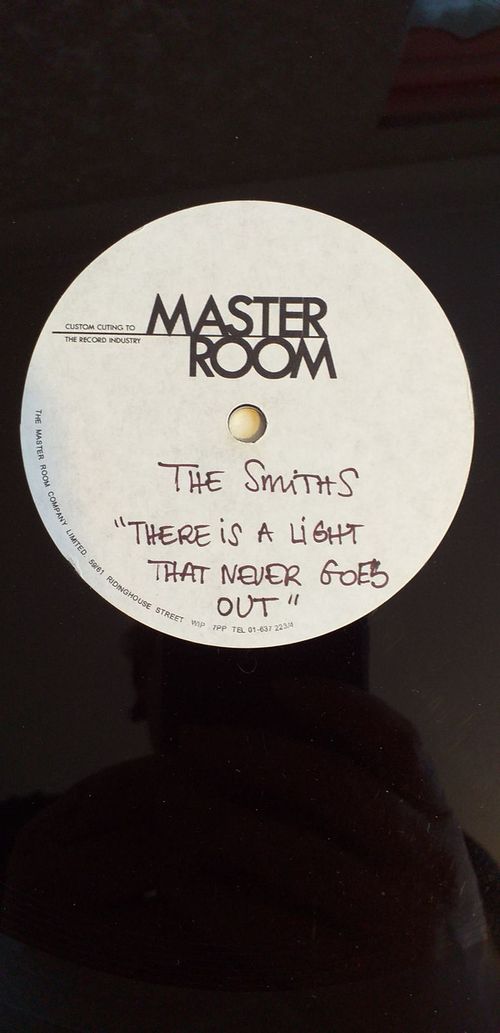 MASTER
ROOM
CUSTOM CUTING TO
THE RECORD INDUSTRY
THE SMiTHS
"THERE iS A LiGHT
THAT NEVER GOES
OUT"
THE MASTER ROOM COMPANY LIMITED. 59/61 RIDINGHOUSE STREET W1P 7PP TEL 01-637 2223/4